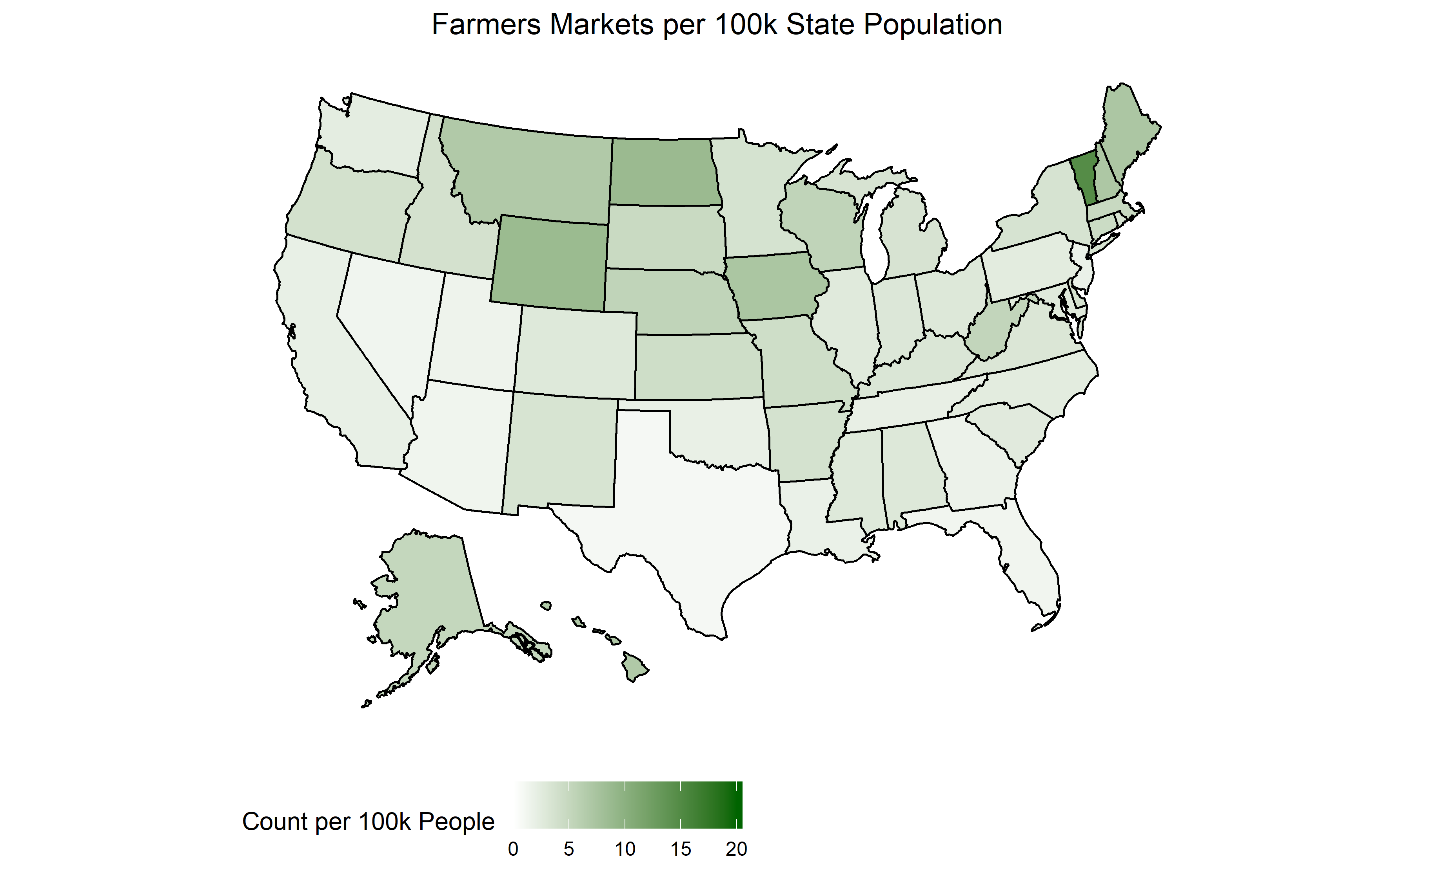 Farmers Markets per 100k State Population
Count per 100k People
0 5 10 15 20